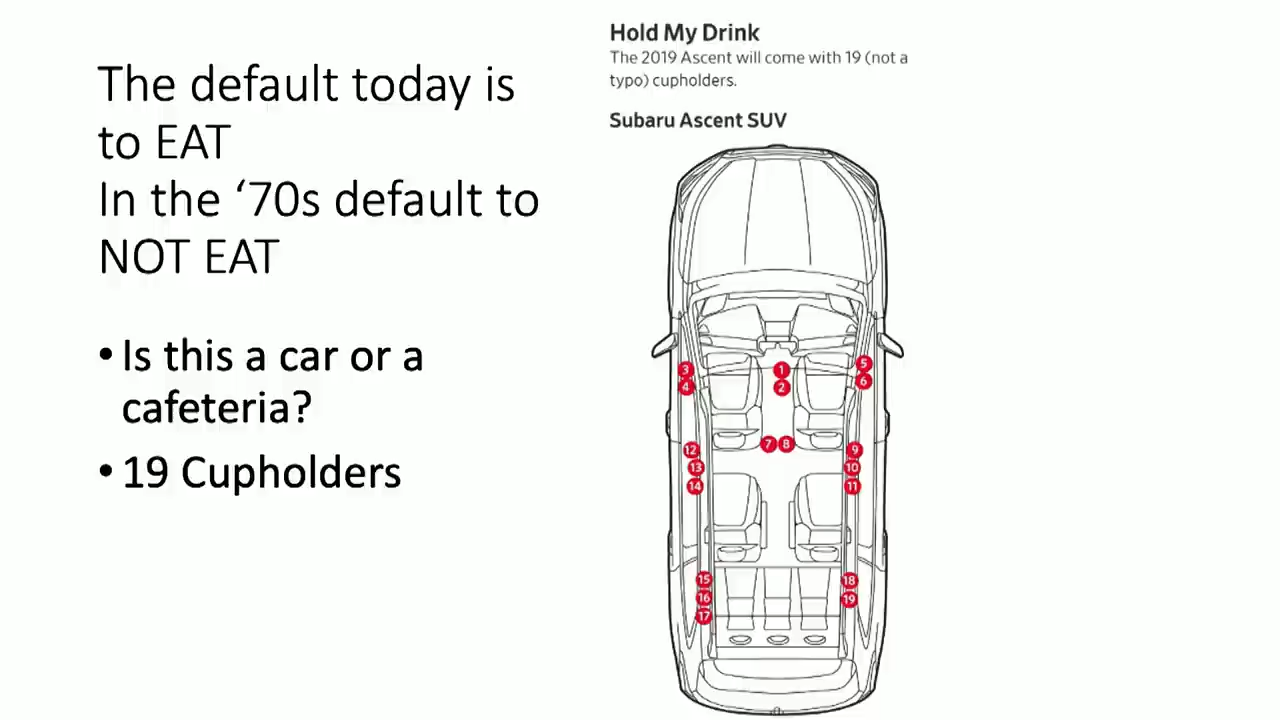 The default today is
to EAT
In the ‘70s default to
NOT EAT
• Is this a car or a
cafeteria?
• 19 Cupholders
Hold My Drink
The 2019 Ascent will come with 19 (not a
typo) cupholders.
Subaru Ascent SUV
3 1 5
4 2 6
7 8
12 9
13 10
14 11
15 18
16 19
17